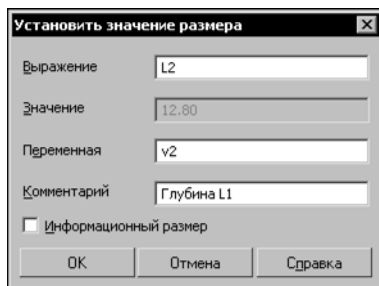 Установить значение размера
Выражение L2
Значение 12.80
Переменная v2
Комментарий Глубина L1
Информационный размер
OK Отмена Справка